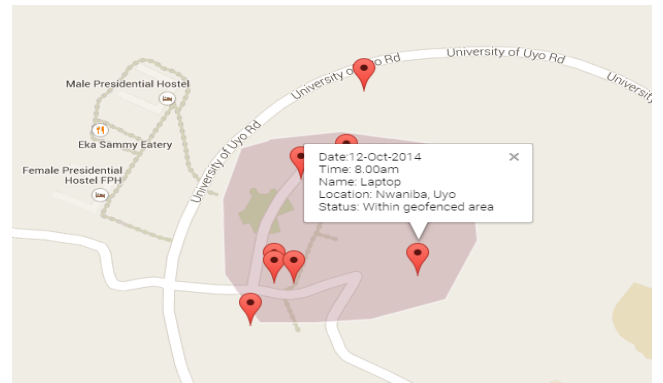 University of Uyo Rd
University of Uyo Rd
Male Presidential Hostel
Eka Sammy Eatery
Female Presidential
Hostel FPH
University of Uyo Rd
Date:12-Oct-2014
Time: 8.00am
Name: Laptop
Location: Nwaniba, Uyo
Status: Within geofenced area